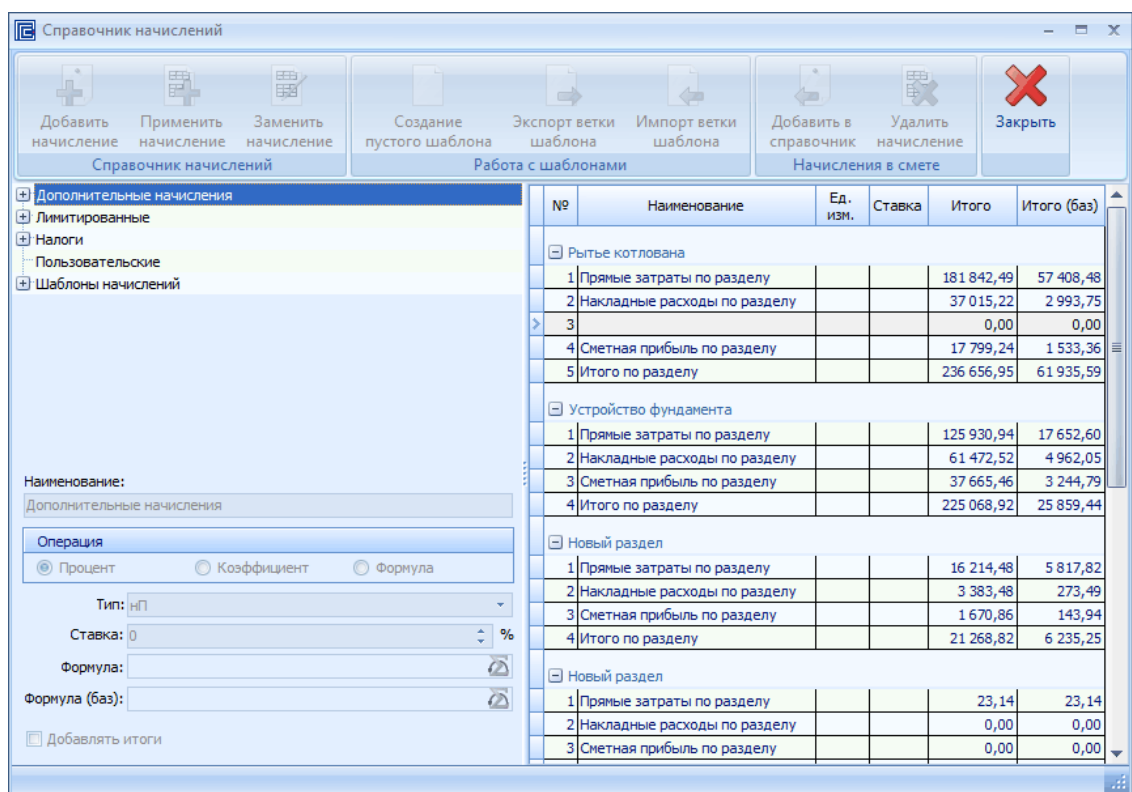 Справочник начислений
Добавить начисление
Применить начисление
Заменить начисление
Создание пустого шаблона
Экспорт ветки шаблона
Импорт ветки шаблона
Добавить в справочник
Удалить начисление
Закрыть
Справочник начислений
Работа с шаблонами
Начисления в смете
Дополнительные начисления
Лимитированные
Налоги
Пользовательские
Шаблоны начислений
Наименование:
Дополнительные начисления
Операция
Процент Коэффициент Формула
Тип: нП
Ставка: 0 %
Формула:
Формула (баз):
Добавлять итоги
№ Наименование Ед. изм. Ставка Итого Итого (баз)
Рытье котлована
1 Прямые затраты по разделу 181 842,49 57 408,48
2 Накладные расходы по разделу 37 015,22 2 993,75
3 0,00 0,00
4 Сметная прибыль по разделу 17 799,24 1 533,36
5 Итого по разделу 236 656,95 61 935,59
Устройство фундамента
1 Прямые затраты по разделу 125 930,94 17 652,60
2 Накладные расходы по разделу 61 472,52 4 962,05
3 Сметная прибыль по разделу 37 665,46 3 244,79
4 Итого по разделу 225 068,92 25 859,44
Новый раздел
1 Прямые затраты по разделу 16 214,48 5 817,82
2 Накладные расходы по разделу 3 383,48 273,49
3 Сметная прибыль по разделу 1 670,86 143,94
4 Итого по разделу 21 268,82 6 235,25
Новый раздел
1 Прямые затраты по разделу 23,14 23,14
2 Накладные расходы по разделу 0,00 0,00
3 Сметная прибыль по разделу 0,00 0,00